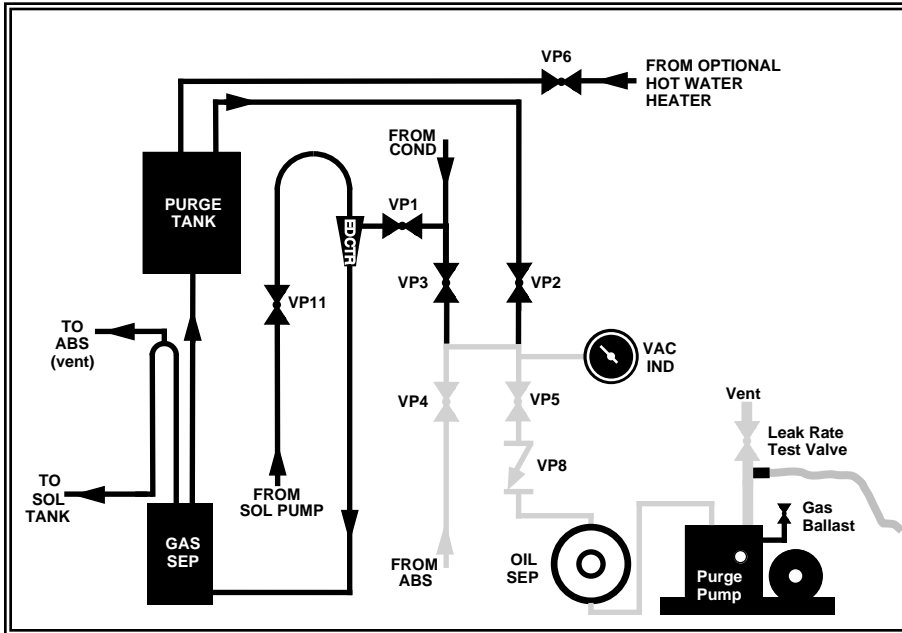 VP6
FROM OPTIONAL
HOT WATER
HEATER
FROM
COND
PURGE
TANK
VP1
EDCTR
VP3
VP2
VP11
TO
ABS
(vent)
VAC
IND
VP4
VP5
Vent
Leak Rate
Test Valve
VP8
TO
SOL
TANK
FROM
SOL PUMP
Gas
Ballast
GAS
SEP
FROM
ABS
OIL
SEP
Purge
Pump